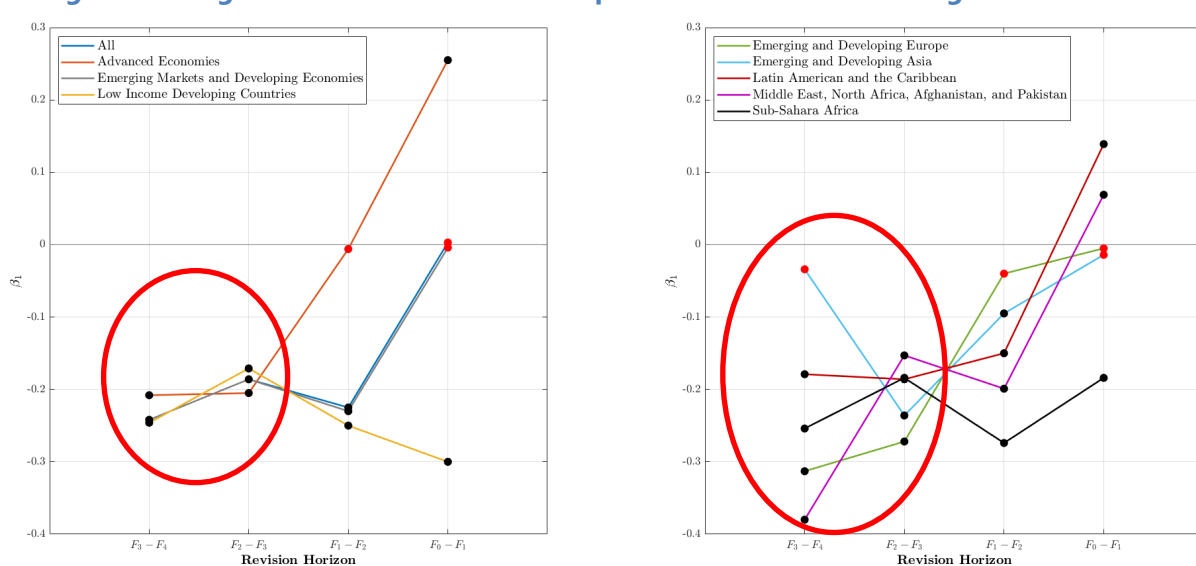 0.3
0.2
0.1
0
-0.1
-0.2
-0.3
-0.4
β₁
All
Advanced Economies
Emerging Markets and Developing Economies
Low Income Developing Countries
F₃ − F₄
F₂ − F₃
F₁ − F₂
F₀ − F₁
Revision Horizon
0.3
0.2
0.1
0
-0.1
-0.2
-0.3
-0.4
β₁
Emerging and Developing Europe
Emerging and Developing Asia
Latin American and the Caribbean
Middle East, North Africa, Afghanistan, and Pakistan
Sub-Sahara Africa
F₃ − F₄
F₂ − F₃
F₁ − F₂
F₀ − F₁
Revision Horizon